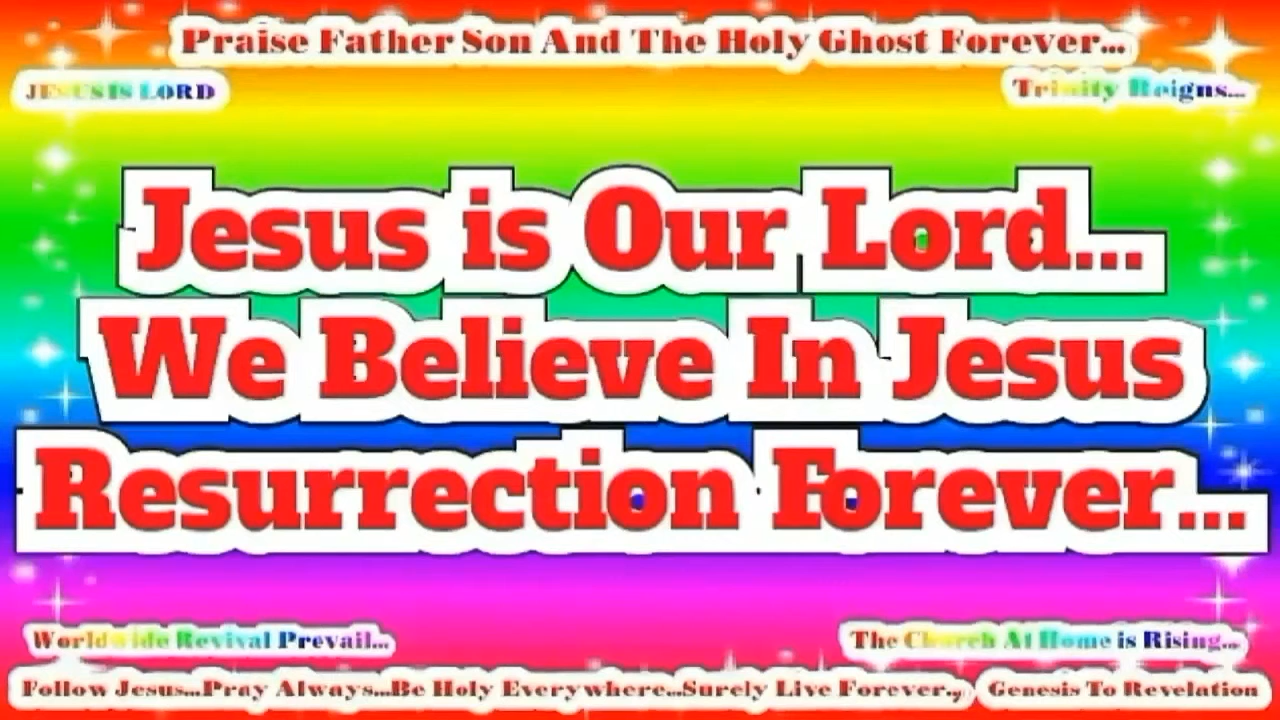 Praise Father Son And The Holy Ghost Forever...
JESUS IS LORD
Trinity Reigns...
Jesus is Our Lord...
We Believe In Jesus
Resurrection Forever...
Worldwide Revival Prevail...
The Church At Home is Rising...
Follow Jesus...Pray Always...Be Holy Everywhere...Surely Live Forever.,, Genesis To Revelation